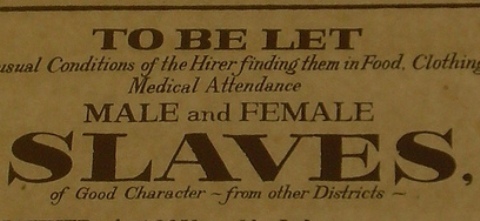 TO BE LET
usual Conditions of the Hirer finding them in Food, Clothing
Medical Attendance
MALE and FEMALE
SLAVES,
of Good Character ~ from other Districts ~